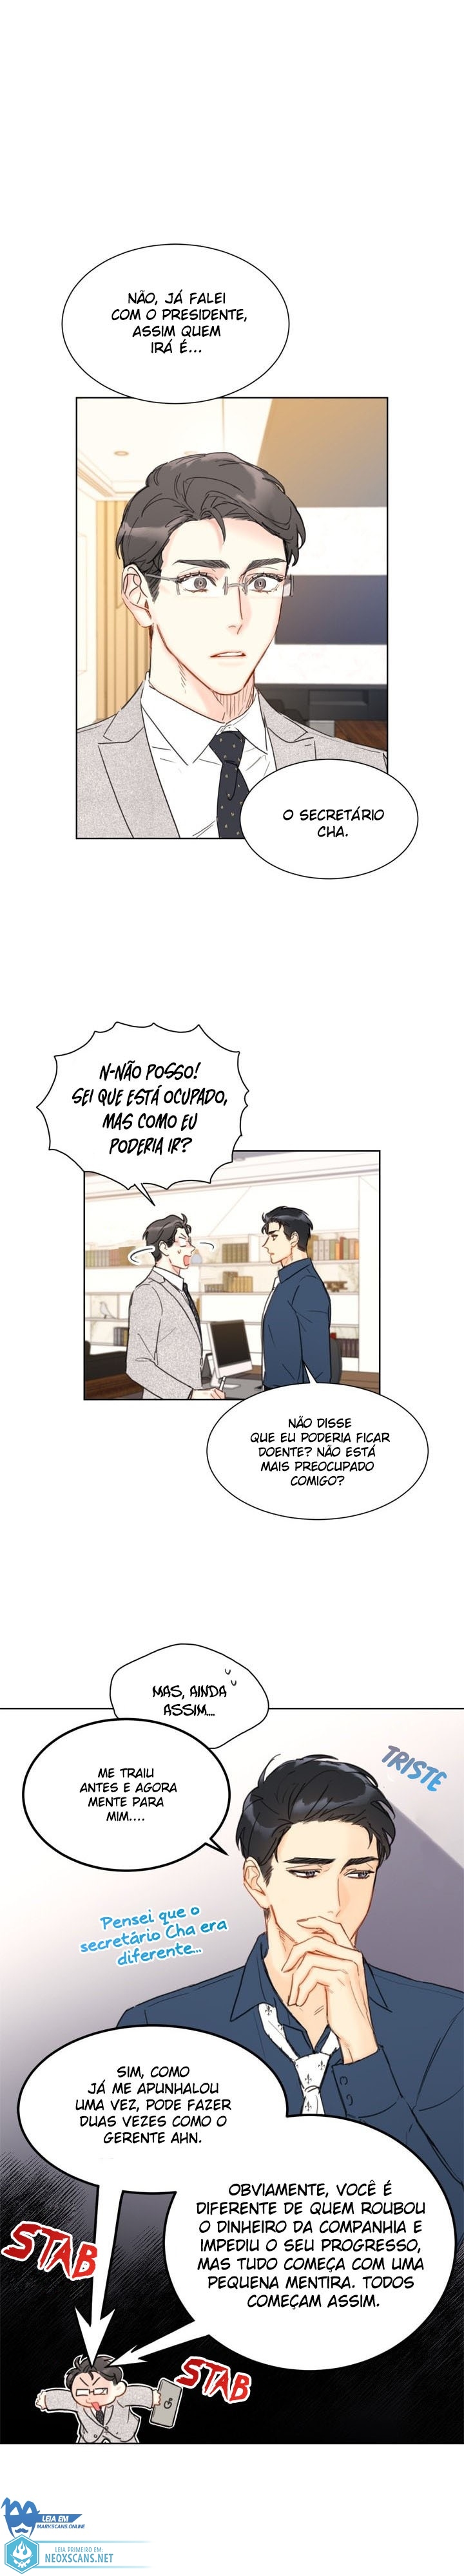 NÃO, JÁ FALEI
COM O PRESIDENTE,
ASSIM QUEM
IRÁ É...
O SECRETÁRIO
CHA.
N-NÃO POSSO!
SEI QUE ESTÁ OCUPADO,
MAS COMO EU
PODERIA IR?
NÃO DISSE
QUE EU PODERIA FICAR
DOENTE? NÃO ESTÁ
MAIS PREOCUPADO
COMIGO?
MAS, AINDA
ASSIM....
TRISTE
ME TRAIU
ANTES E AGORA
MENTE PARA
MIM....
Pensei que o
secretário Cha era
diferente...
SIM, COMO
JÁ ME APUNHALOU
UMA VEZ, PODE FAZER
DUAS VEZES COMO O
GERENTE AHN.
OBVIAMENTE, VOCÊ É
DIFERENTE DE QUEM ROUBOU
O DINHEIRO DA COMPANHIA E
IMPEDIU O SEU PROGRESSO,
MAS TUDO COMEÇA COM UMA
PEQUENA MENTIRA. TODOS
COMEÇAM ASSIM.
STAB
STAB
LEIA EM
MARKSCANS.ONLINE
LEIA PRIMEIRO EM:
NEOXSCANS.NET